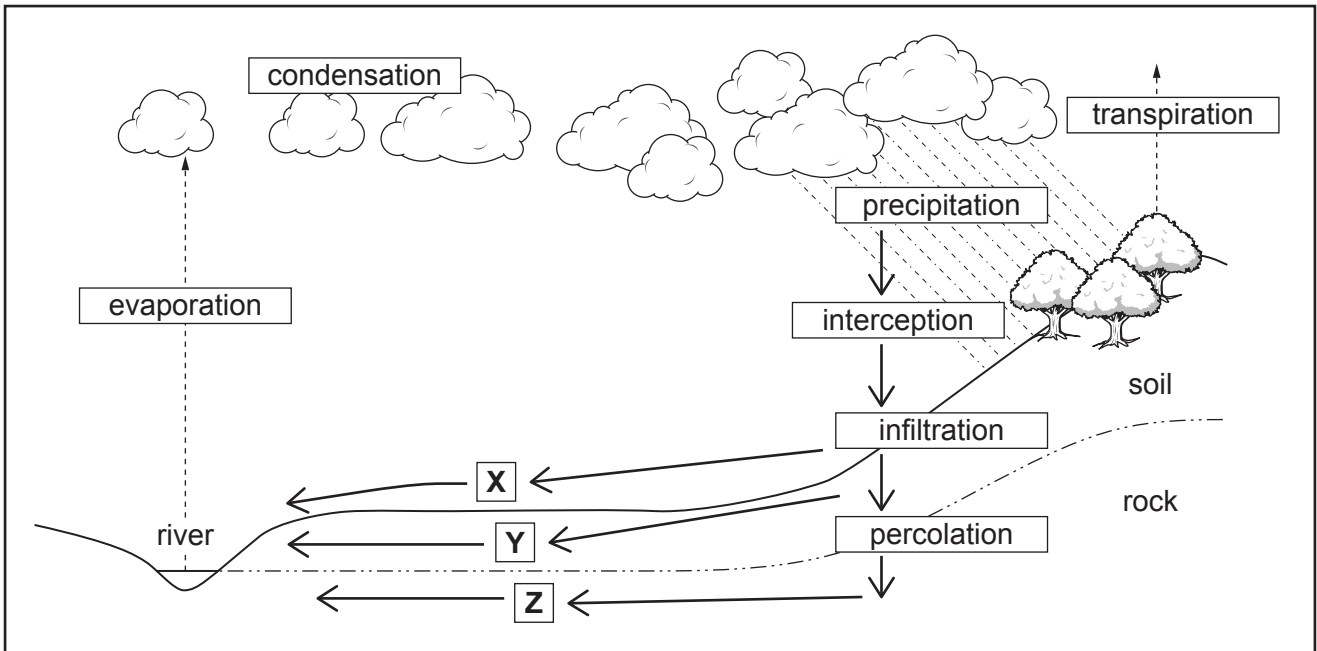 condensation
transpiration
precipitation
evaporation
interception
soil
infiltration
X
rock
river
Y
percolation
Z